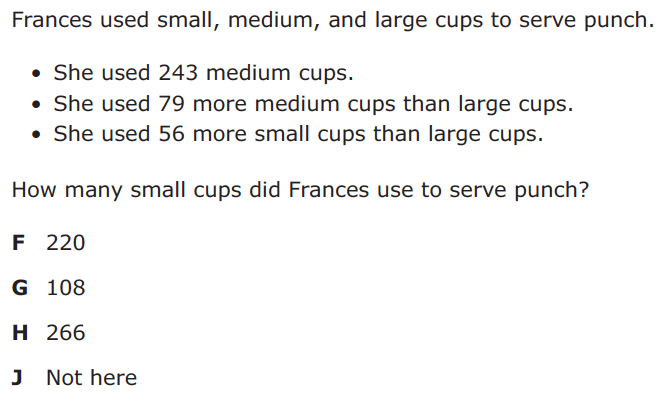 Frances used small, medium, and large cups to serve punch.
• She used 243 medium cups.
• She used 79 more medium cups than large cups.
• She used 56 more small cups than large cups.
How many small cups did Frances use to serve punch?
F 220
G 108
H 266
J Not here